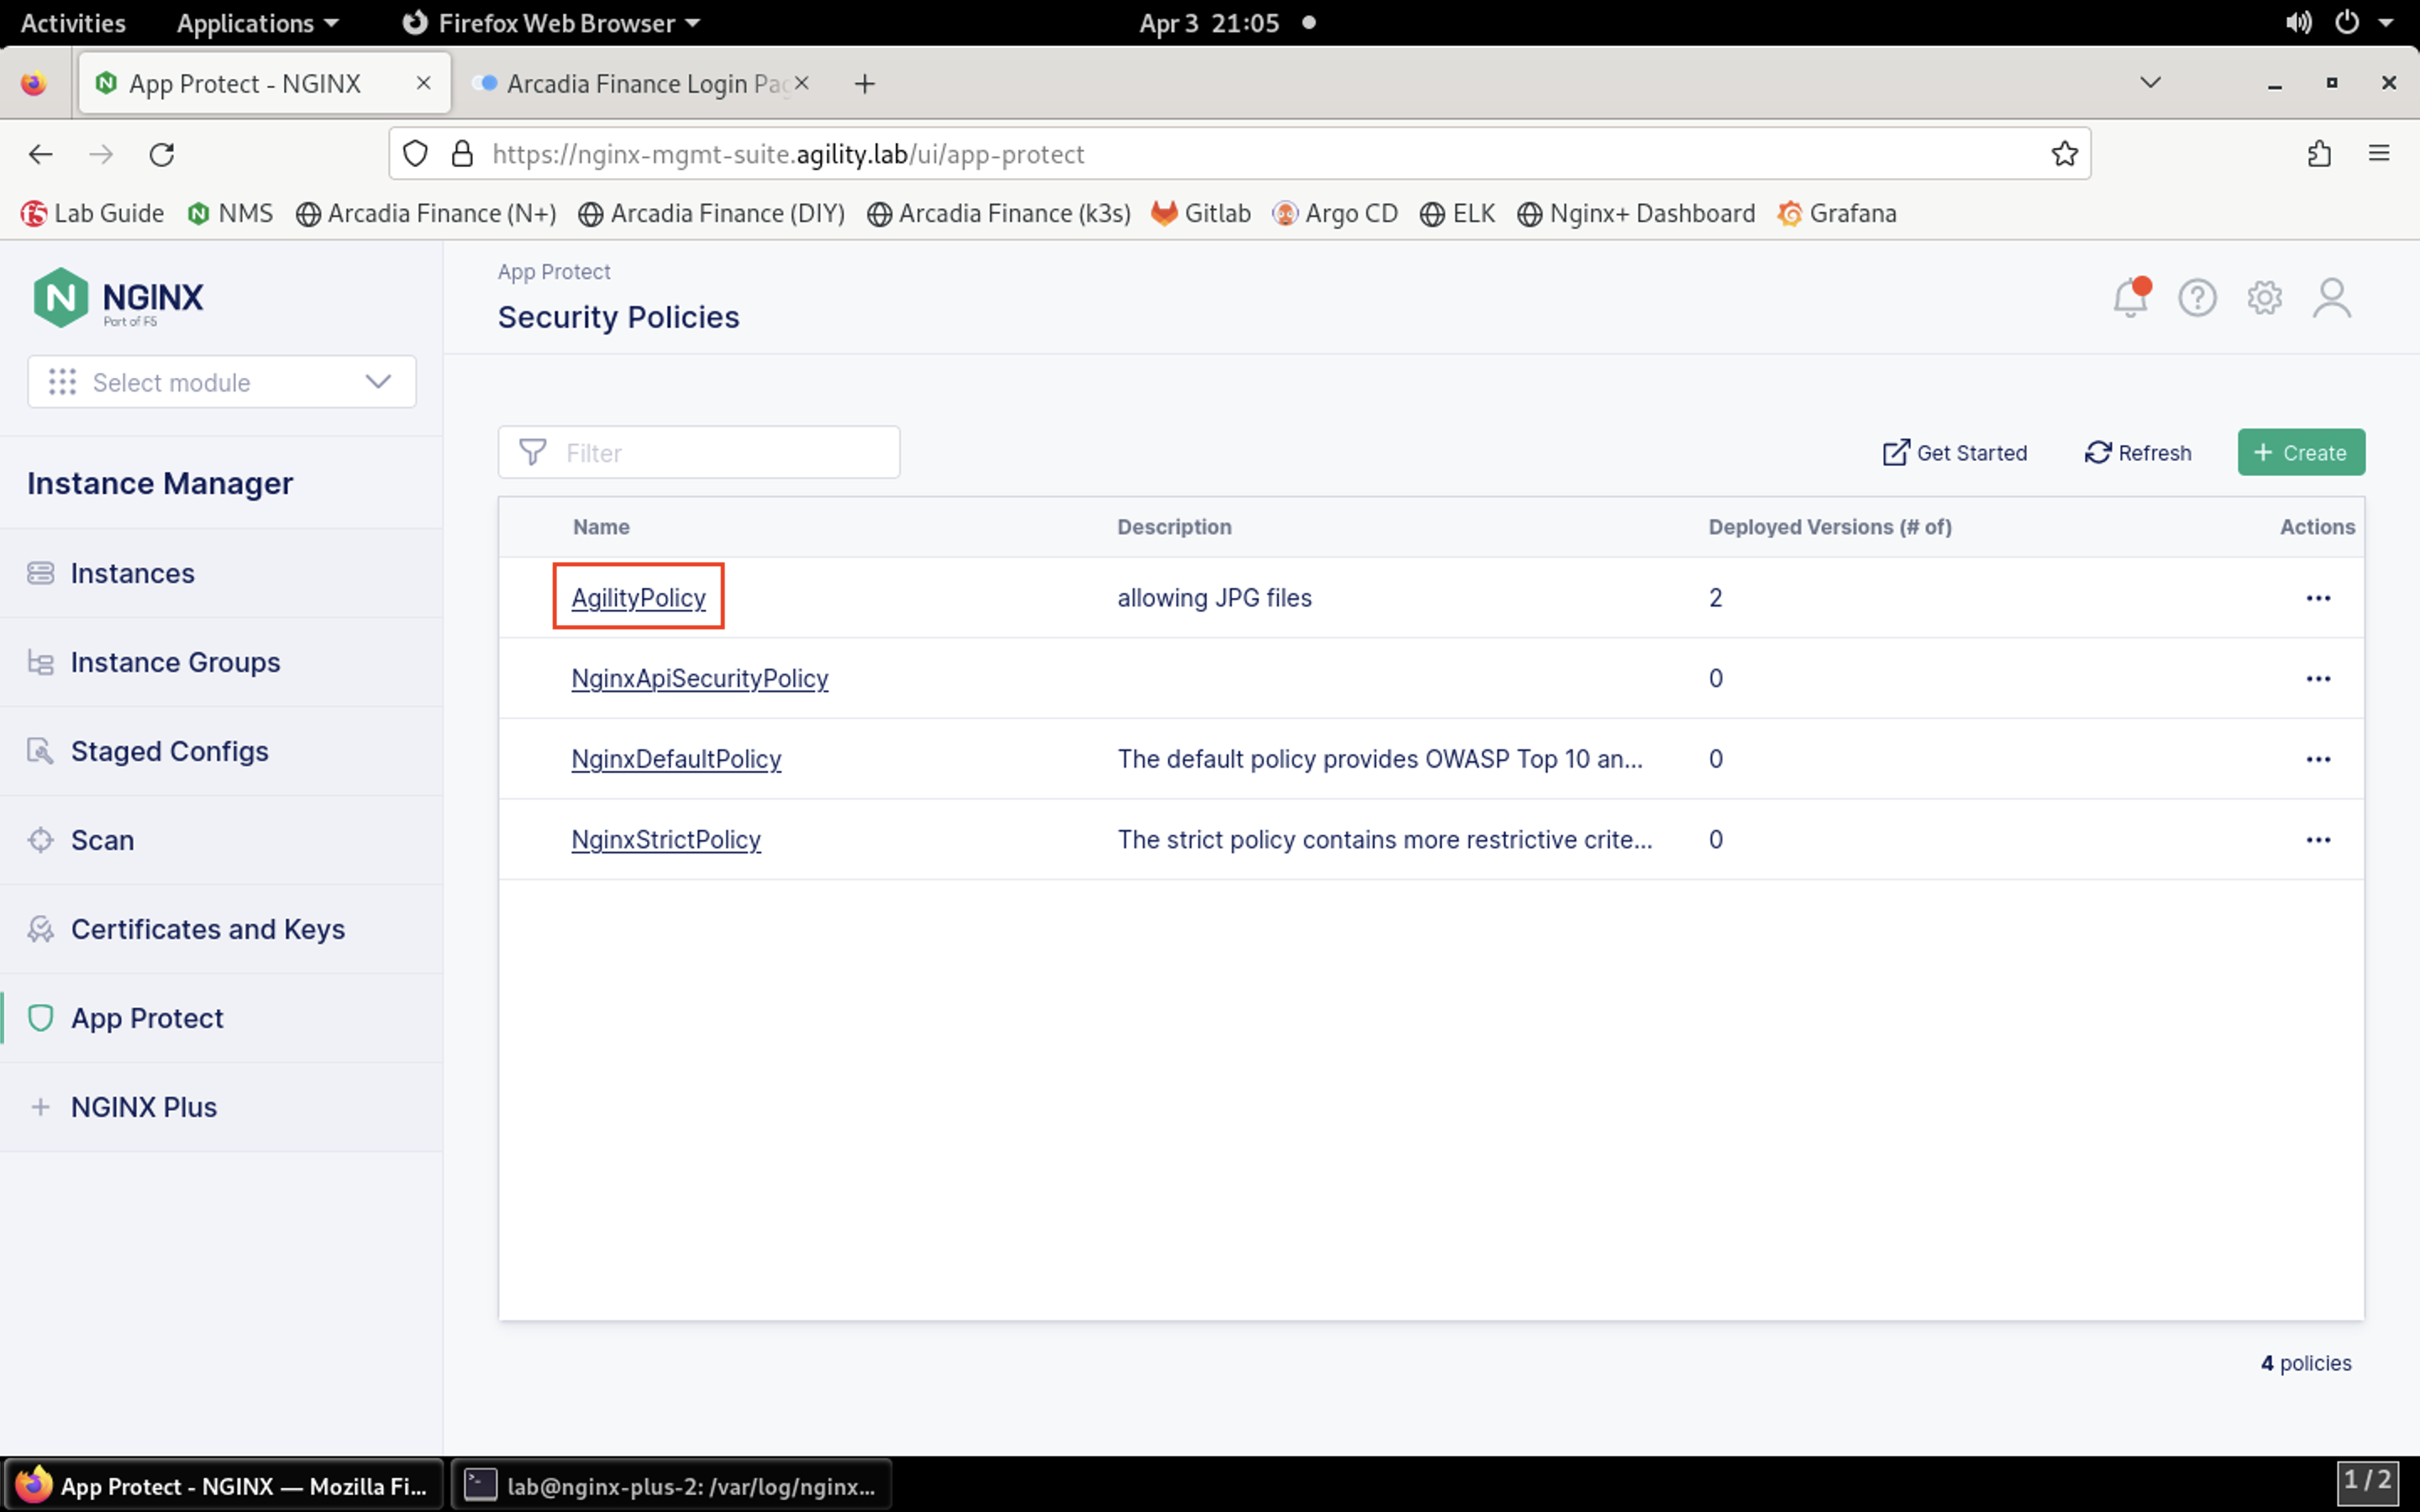 Activities Applications Firefox Web Browser Apr 3 21:05
App Protect - NGINX Arcadia Finance Login Pag
https://nginx-mgmt-suite.agility.lab/ui/app-protect
Lab Guide NMS Arcadia Finance (N+) Arcadia Finance (DIY) Arcadia Finance (k3s) Gitlab Argo CD ELK Nginx+ Dashboard Grafana
NGINX
Part of F5
Select module
Instance Manager
Instances
Instance Groups
Staged Configs
Scan
Certificates and Keys
App Protect
NGINX Plus
App Protect
Security Policies
Filter Get Started Refresh + Create
Name Description Deployed Versions (# of) Actions
AgilityPolicy allowing JPG files 2 ...
NginxApiSecurityPolicy 0 ...
NginxDefaultPolicy The default policy provides OWASP Top 10 an... 0 ...
NginxStrictPolicy The strict policy contains more restrictive crite... 0 ...
4 policies
App Protect - NGINX — Mozilla Fi... lab@nginx-plus-2: /var/log/nginx... 1 / 2